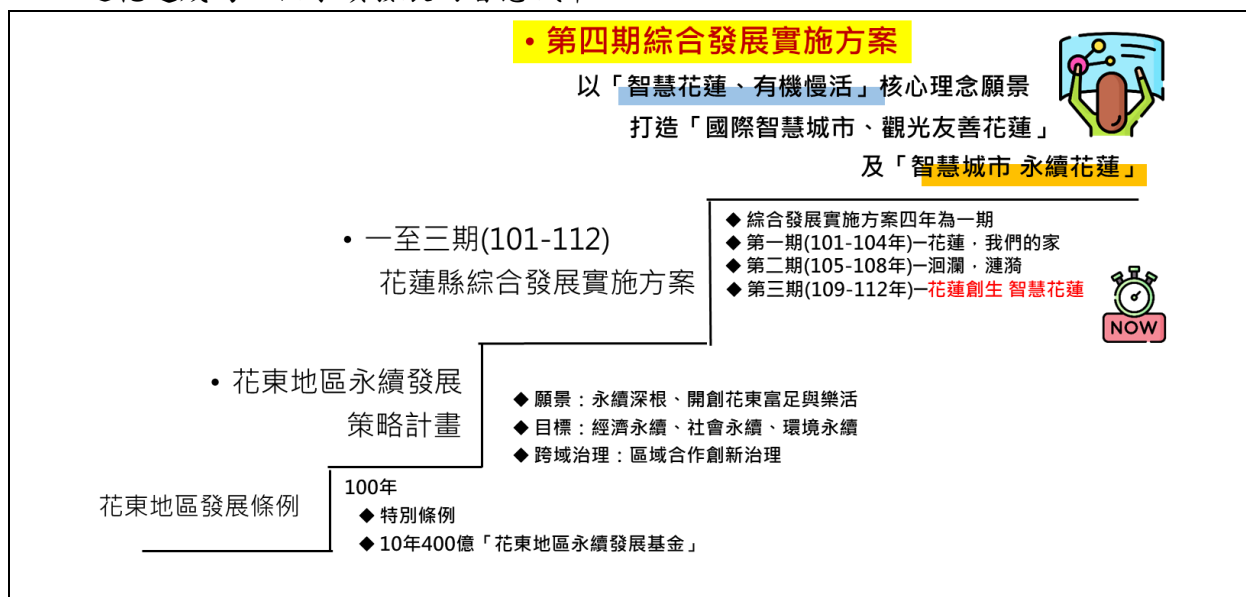 • 第四期綜合發展實施方案
以「智慧花蓮、有機慢活」核心理念願景
打造「國際智慧城市、觀光友善花蓮」
及「智慧城市 永續花蓮」
• 一至三期(101-112)
花蓮縣綜合發展實施方案
◆ 綜合發展實施方案四年為一期
◆ 第一期(101-104年)─花蓮．我們的家
◆ 第二期(105-108年)─洄瀾．漣漪
◆ 第三期(109-112年)─花蓮創生 智慧花蓮
NOW
• 花東地區永續發展
策略計畫
◆ 願景：永續深根、開創花東富足與樂活
◆ 目標：經濟永續、社會永續、環境永續
◆ 跨域治理：區域合作創新治理
花東地區發展條例
100年
◆ 特別條例
◆ 10年400億「花東地區永續發展基金」